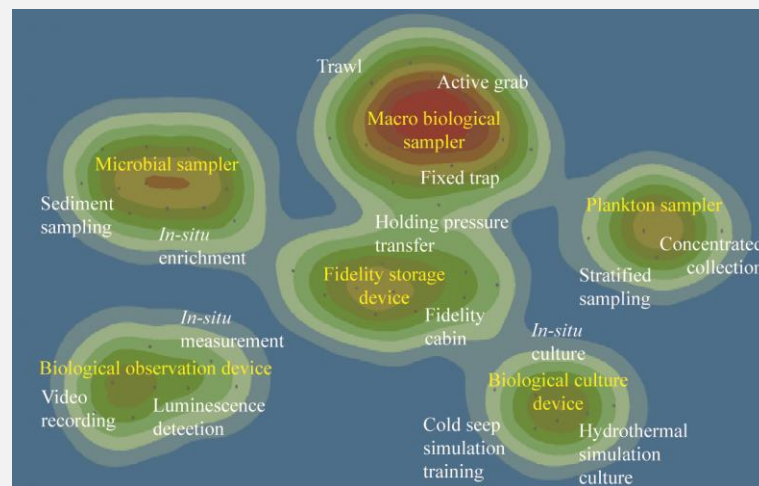 Trawl
Active grab
Macro biological
sampler
Fixed trap
Microbial sampler
Sediment
sampling
In-situ
enrichment
Plankton sampler
Concentrated
collection
Stratified
sampling
Holding pressure
transfer
Fidelity storage
device
Fidelity
cabin
In-situ
measurement
Biological observation device
Video
recording
Luminescence
detection
In-situ
culture
Biological culture
device
Cold seep
simulation
training
Hydrothermal
simulation
culture